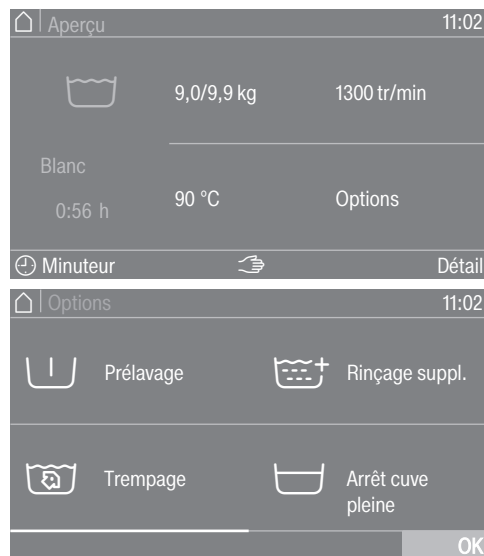 Aperçu 11:02
9,0/9,9 kg 1300 tr/min
Blanc
0:56 h
90 °C Options
Minuteur Détail
Options 11:02
Prélavage Rinçage suppl.
Trempage Arrêt cuve
pleine
OK